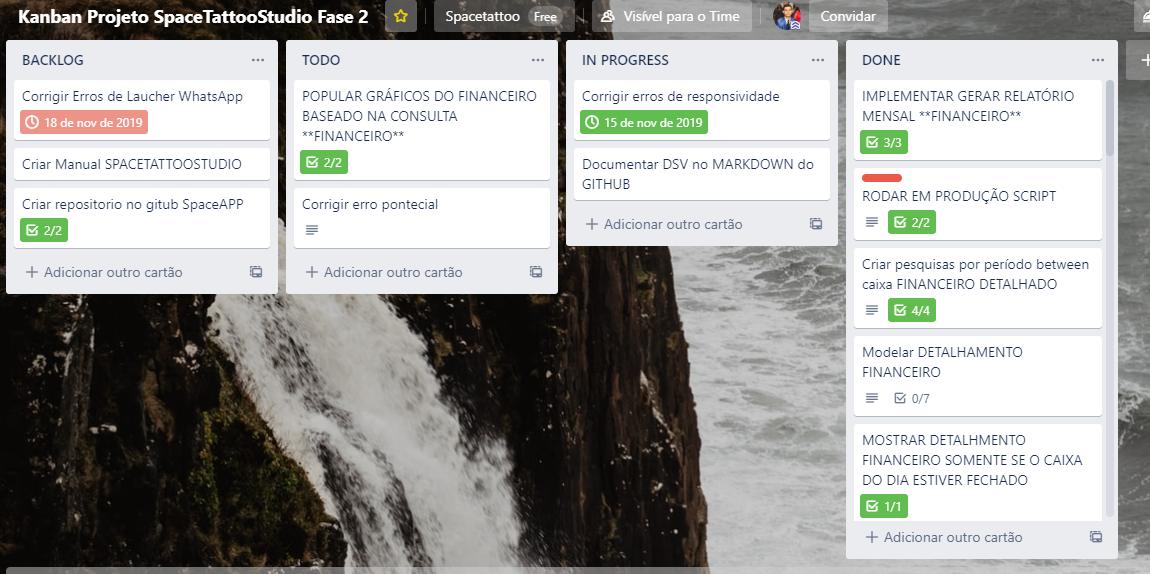 Kanban Projeto SpaceTattooStudio Fase 2
Spacetattoo Free
Visível para o Time
Convidar
BACKLOG
Corrigir Erros de Laucher WhatsApp
18 de nov de 2019
Criar Manual SPACETATTOOSTUDIO
Criar repositorio no gitub SpaceAPP
2/2
+ Adicionar outro cartão
TODO
POPULAR GRÁFICOS DO FINANCEIRO
BASEADO NA CONSULTA
**FINANCEIRO**
2/2
Corrigir erro pontecial
+ Adicionar outro cartão
IN PROGRESS
Corrigir erros de responsividade
15 de nov de 2019
Documentar DSV no MARKDOWN do
GITHUB
+ Adicionar outro cartão
DONE
IMPLEMENTAR GERAR RELATÓRIO
MENSAL **FINANCEIRO**
3/3
RODAR EM PRODUÇÃO SCRIPT
2/2
Criar pesquisas por período between
caixa FINANCEIRO DETALHADO
4/4
Modelar DETALHAMENTO
FINANCEIRO
0/7
MOSTRAR DETALHMENTO
FINANCEIRO SOMENTE SE O CAIXA
DO DIA ESTIVER FECHADO
1/1
+ Adicionar outro cartão